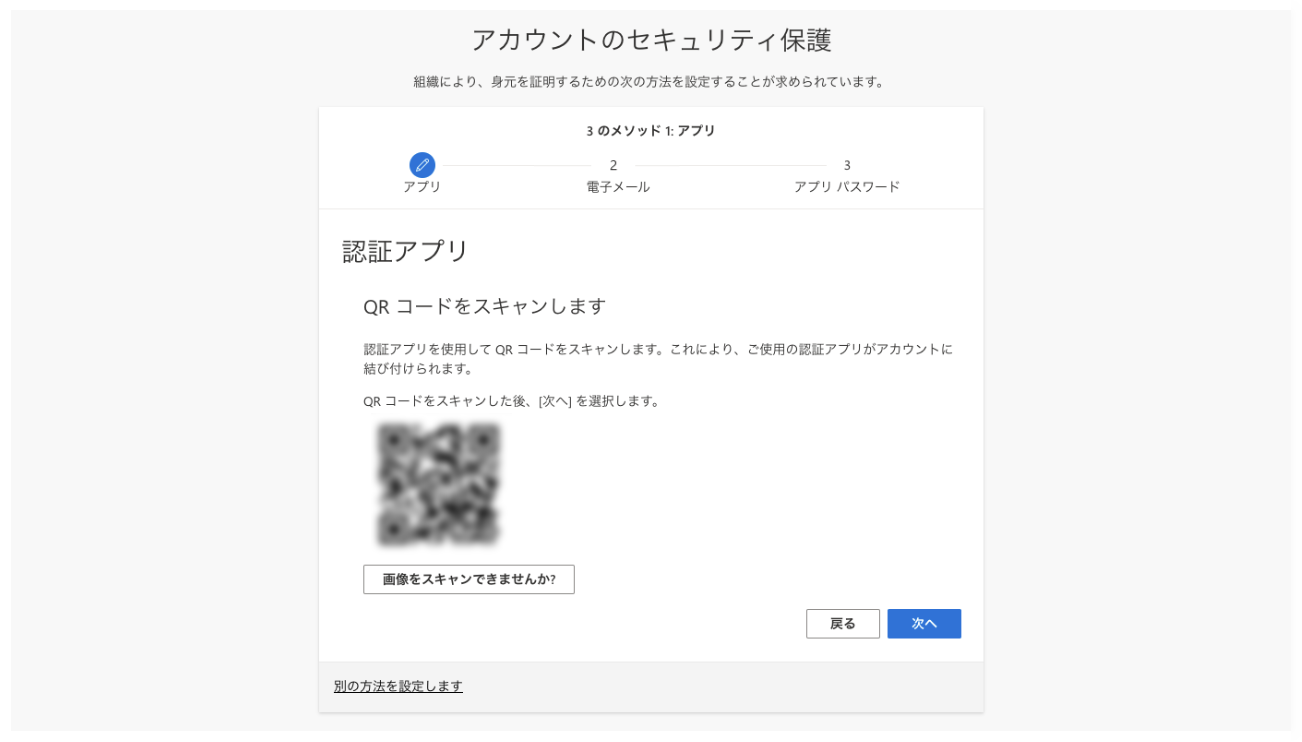 アカウントのセキュリティ保護
組織により、身元を証明するための次の方法を設定することが求められています。
3 のメソッド 1: アプリ
2
3
アプリ
電子メール
アプリ パスワード
認証アプリ
QR コードをスキャンします
認証アプリを使用して QR コードをスキャンします。これにより、ご使用の認証アプリがアカウントに
結び付けられます。
QR コードをスキャンした後、[次へ] を選択します。
画像をスキャンできませんか?
戻る
次へ
別の方法を設定します